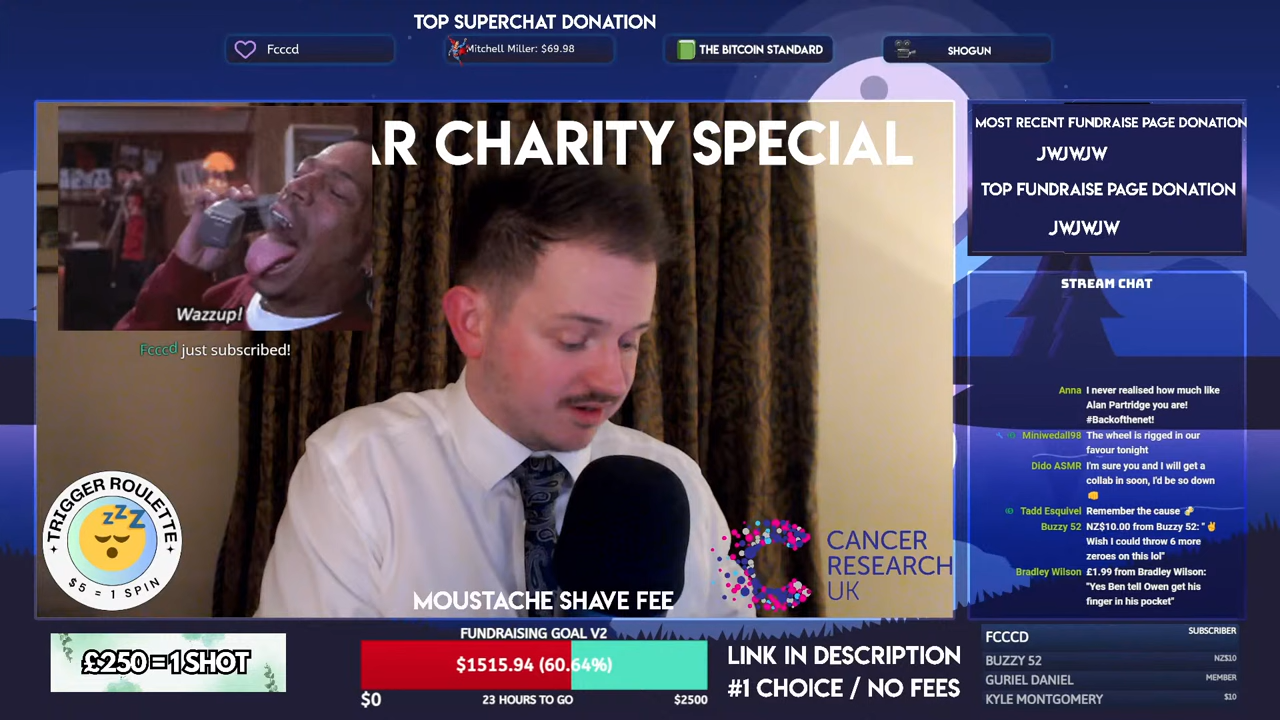 TOP SUPERCHAT DONATION
Fcccd
Mitchell Miller: $69.98
THE BITCOIN STANDARD
SHOGUN
AR CHARITY SPECIAL
Wazzup!
Fcccd just subscribed!
MOST RECENT FUNDRAISE PAGE DONATION
JWJWJW
TOP FUNDRAISE PAGE DONATION
JWJWJW
STREAM CHAT
Anna I never realised how much like
Alan Partridge you are!
#Backofthenet!
Miniwedall98 The wheel is rigged in our
favour tonight
Dido ASMR I'm sure you and I will get a
collab in soon, I'd be so down
👊
Tadd Esquivel Remember the cause
Buzzy 52 NZ$10.00 from Buzzy 52: "✌
Wish I could throw 6 more
zeroes on this lol"
Bradley Wilson £1.99 from Bradley Wilson:
"Yes Ben tell Owen get his
finger in his pocket"
TRIGGER ROULETTE
zzz
$5 = 1 SPIN
CANCER
RESEARCH
UK
MOUSTACHE SHAVE FEE
£250 = 1 SHOT
FUNDRAISING GOAL V2
$1515.94 (60.64%)
$0
23 HOURS TO GO
$2500
LINK IN DESCRIPTION
#1 CHOICE / NO FEES
FCCCD SUBSCRIBER
BUZZY 52 NZ$10
GURIEL DANIEL MEMBER
KYLE MONTGOMERY $10